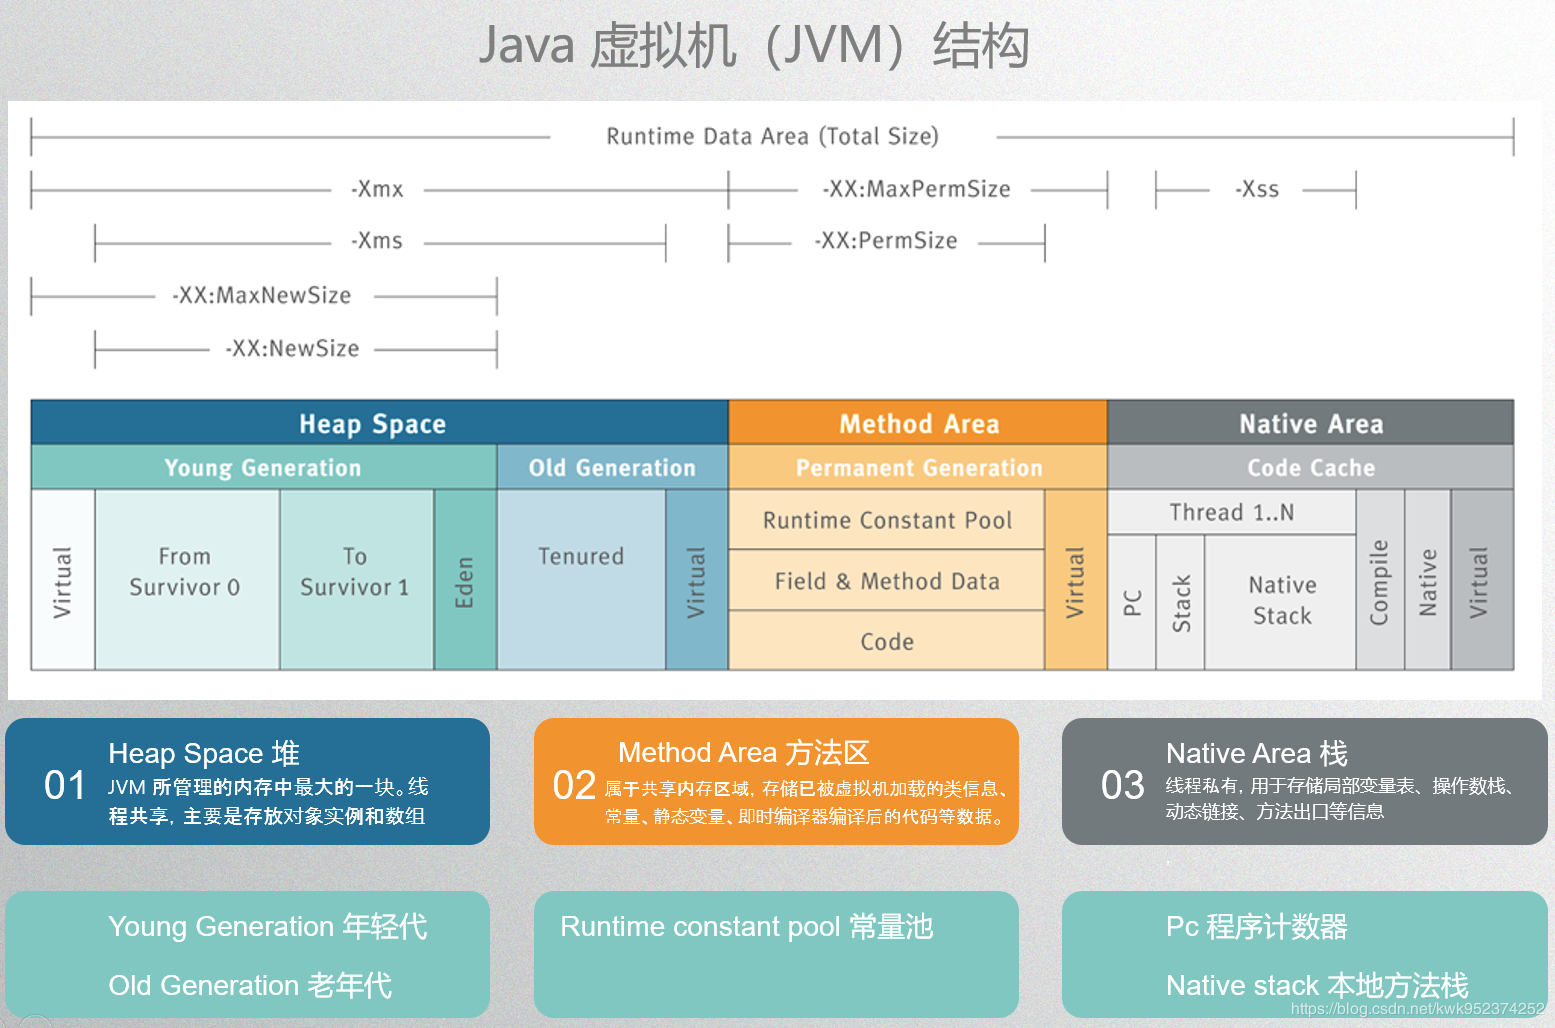 Java 虚拟机（JVM）结构
Runtime Data Area (Total Size)
-Xmx
-XX:MaxPermSize
-Xss
-Xms
-XX:PermSize
-XX:MaxNewSize
-XX:NewSize
Heap Space
Method Area
Native Area
Young Generation
Old Generation
Permanent Generation
Code Cache
Virtual
From
Survivor 0
To
Survivor 1
Eden
Tenured
Virtual
Runtime Constant Pool
Field & Method Data
Code
Virtual
Thread 1..N
PC
Stack
Native
Stack
Compile
Native
Virtual
01
Heap Space 堆
JVM 所管理的内存中最大的一块。线
程共享，主要是存放对象实例和数组
02
Method Area 方法区
属于共享内存区域，存储已被虚拟机加载的类信息、
常量、静态变量、即时编译器编译后的代码等数据。
03
Native Area 栈
线程私有，用于存储局部变量表、操作数栈、
动态链接、方法出口等信息
Young Generation 年轻代
Old Generation 老年代
Runtime constant pool 常量池
Pc 程序计数器
Native stack 本地方法栈
https://blog.csdn.net/kwk952374252